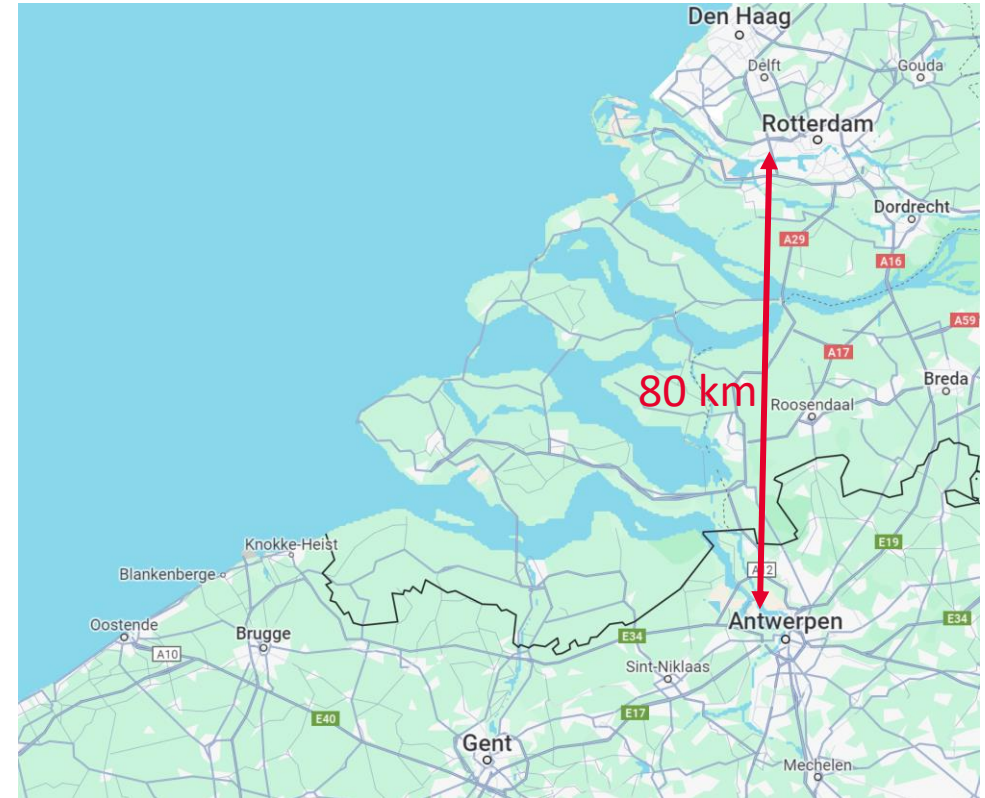 Den Haag
Delft
Gouda
Rotterdam
Dordrecht
A29
A16
A59
A17
80 km
Breda
Roosendaal
E19
Knokke-Heist
Blankenberge
A12
Oostende
Brugge
Antwerpen
E34
E34
A10
Sint-Niklaas
E40
E17
Gent
Mechelen